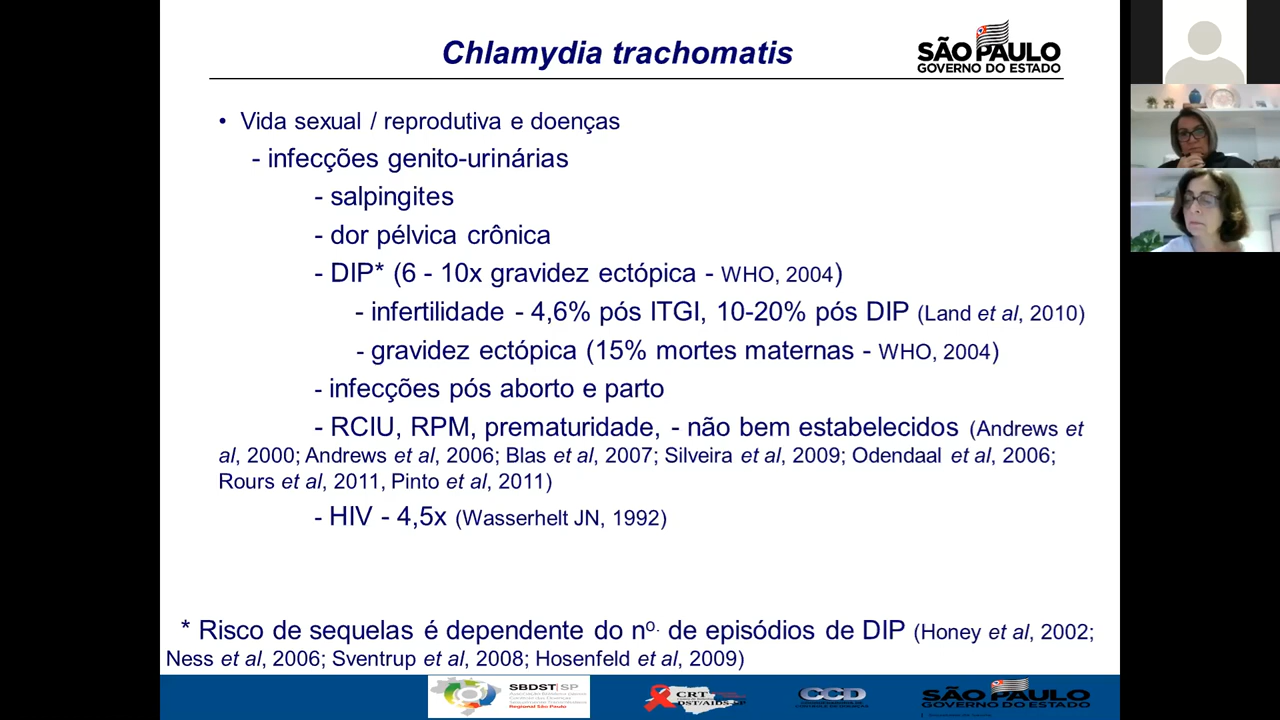 Chlamydia trachomatis
SÃO PAULO
GOVERNO DO ESTADO
• Vida sexual / reprodutiva e doenças
- infecções genito-urinárias
- salpingites
- dor pélvica crônica
- DIP* (6 - 10x gravidez ectópica - WHO, 2004)
- infertilidade - 4,6% pós ITGI, 10-20% pós DIP (Land et al, 2010)
- gravidez ectópica (15% mortes maternas - WHO, 2004)
- infecções pós aborto e parto
- RCIU, RPM, prematuridade, - não bem estabelecidos (Andrews et
al, 2000; Andrews et al, 2006; Blas et al, 2007; Silveira et al, 2009; Odendaal et al, 2006;
Rours et al, 2011, Pinto et al, 2011)
- HIV - 4,5x (Wasserhelt JN, 1992)
* Risco de sequelas é dependente do nº. de episódios de DIP (Honey et al, 2002;
Ness et al, 2006; Sventrup et al, 2008; Hosenfeld et al, 2009)
SBDST|SP
Regional São Paulo
CRT
DST/AIDS-SP
CCD
SÃO PAULO
GOVERNO DO ESTADO